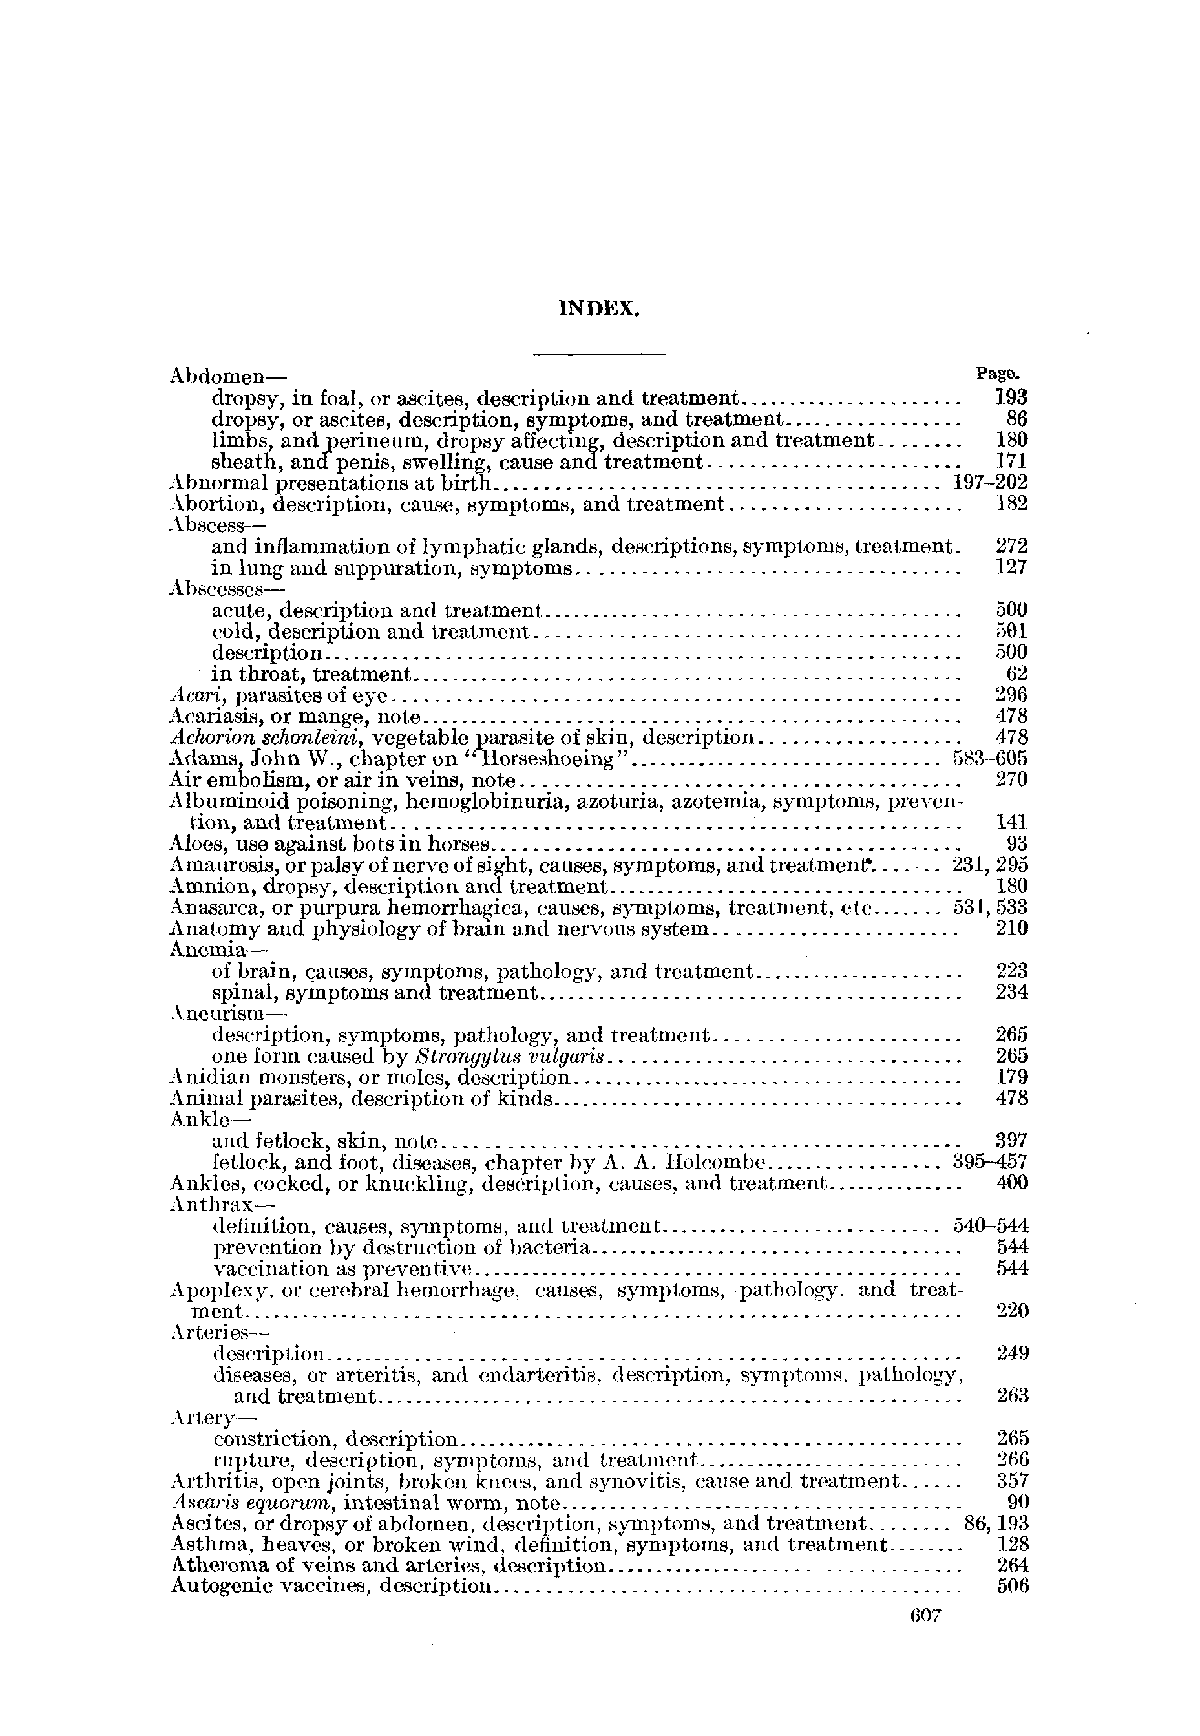 INDEX.
Abdomen— Page.
dropsy, in foal, or ascites, description and treatment 193
dropsy, or ascites, description, symptoms, and treatment 86
limbs, and perineum, dropsy affecting, description and treatment 180
sheath, and penis, swelling, cause and treatment 171
Abnormal presentations at birth 197–202
Abortion, description, cause, symptoms, and treatment 182
Abscess—
and inflammation of lymphatic glands, descriptions, symptoms, treatment 272
in lung and suppuration, symptoms 127
Abscesses—
acute, description and treatment 500
cold, description and treatment 501
description 500
in throat, treatment 62
Acari, parasites of eye 296
Acariasis, or mange, note 478
Achorion schonleini, vegetable parasite of skin, description 478
Adams, John W., chapter on "Horseshoeing" 583–605
Air embolism, or air in veins, note 270
Albuminoid poisoning, hemoglobinuria, azoturia, azotemia, symptoms, preven-
tion, and treatment 141
Aloes, use against bots in horses 93
Amaurosis, or palsy of nerve of sight, causes, symptoms, and treatment 231, 295
Amnion, dropsy, description and treatment 180
Anasarca, or purpura hemorrhagica, causes, symptoms, treatment, etc 531, 533
Anatomy and physiology of brain and nervous system 210
Anemia—
of brain, causes, symptoms, pathology, and treatment 223
spinal, symptoms and treatment 234
Aneurism—
description, symptoms, pathology, and treatment 265
one form caused by Strongylus vulgaris 265
Anidian monsters, or moles, description 179
Animal parasites, description of kinds 478
Ankle—
and fetlock, skin, note 397
fetlock, and foot, diseases, chapter by A. A. Holcombe 395–457
Ankles, cocked, or knuckling, description, causes, and treatment 400
Anthrax—
definition, causes, symptoms, and treatment 540–544
prevention by destruction of bacteria 544
vaccination as preventive 544
Apoplexy, or cerebral hemorrhage, causes, symptoms, pathology, and treat-
ment 220
Arteries—
description 249
diseases, or arteritis, and endarteritis, description, symptoms, pathology,
and treatment 263
Artery—
constriction, description 265
rupture, description, symptoms, and treatment 266
Arthritis, open joints, broken knees, and synovitis, cause and treatment 357
Ascaris equorum, intestinal worm, note 90
Ascites, or dropsy of abdomen, description, symptoms, and treatment 86, 193
Asthma, heaves, or broken wind, definition, symptoms, and treatment 128
Atheroma of veins and arteries, description 264
Autogenic vaccines, description 506
607